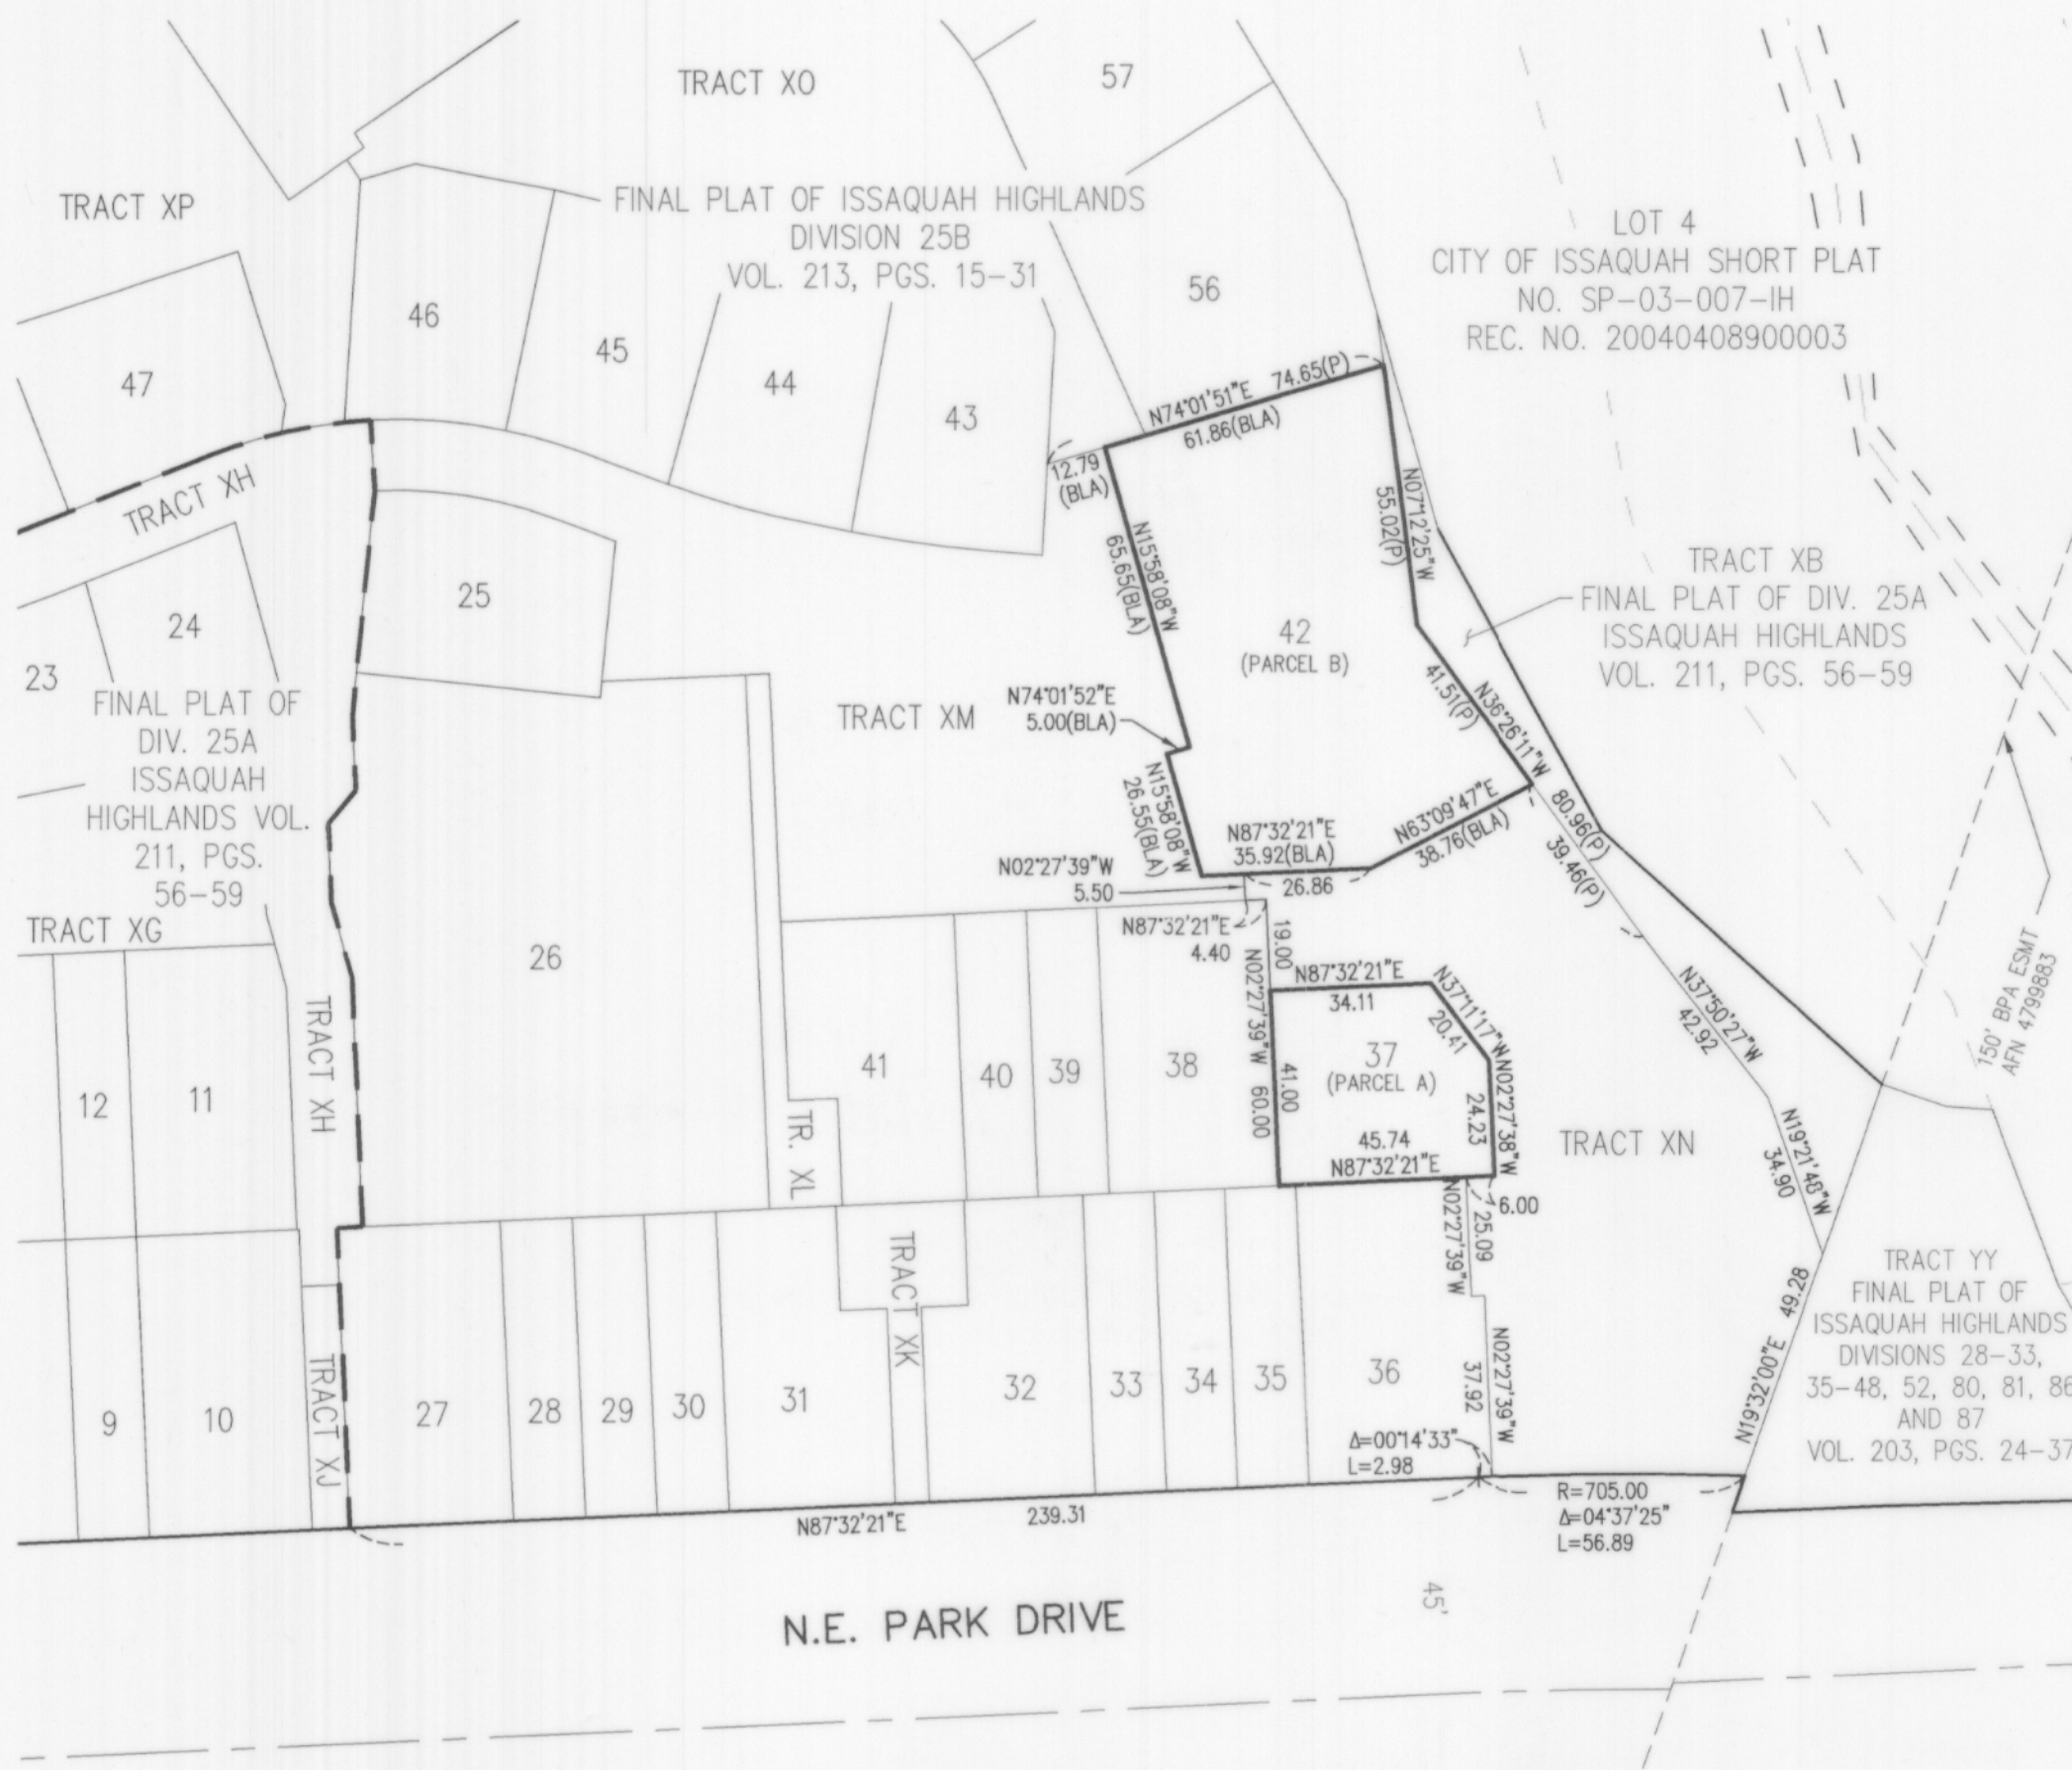 TRACT XO
57
TRACT XP
FINAL PLAT OF ISSAQUAH HIGHLANDS
DIVISION 25B
VOL. 213, PGS. 15-31
LOT 4
CITY OF ISSAQUAH SHORT PLAT
NO. SP-03-007-IH
REC. NO. 20040408900003
56
46
45
44
43
47
N74°01'51"E 74.65(P)
61.86(BLA)
12.79
(BLA)
TRACT XH
N15°58'08"W
65.65(BLA)
N07°12'25"W
55.02(P)
TRACT XB
FINAL PLAT OF DIV. 25A
ISSAQUAH HIGHLANDS
VOL. 211, PGS. 56-59
25
24
23
42
(PARCEL B)
FINAL PLAT OF
DIV. 25A
ISSAQUAH
HIGHLANDS VOL.
211, PGS.
56-59
TRACT XM
N74°01'52"E
5.00(BLA)
N36°26'11"W
41.51(P)
80.96(P)
39.46(P)
N15°58'08"W
26.55(BLA)
N87°32'21"E
35.92(BLA)
N63°09'47"E
38.76(BLA)
26.86
N02°27'39"W
5.50
N87°32'21"E
4.40
19.00
TRACT XG
26
N87°32'21"E
34.11
N37°11'17"W
20.41
N02°27'39"W 60.00
41.00
37
(PARCEL A)
N02°27'38"W
24.23
45.74
N87°32'21"E
N37°50'27"W
42.92
150' BPA ESMT
AFN 4799883
12
11
TRACT XH
41
40
39
38
TR. XL
TRACT XN
N19°21'48"W
34.90
6.00
N02°27'39"W
25.09
TRACT XK
TRACT XJ
9
10
27
28
29
30
31
32
33
34
35
36
N02°27'39"W
37.92
49.28
N19°32'00"E
TRACT YY
FINAL PLAT OF
ISSAQUAH HIGHLANDS
DIVISIONS 28-33,
35-48, 52, 80, 81, 86
AND 87
VOL. 203, PGS. 24-37
Δ=00°14'33"
L=2.98
R=705.00
Δ=04°37'25"
L=56.89
N87°32'21"E 239.31
45'
N.E. PARK DRIVE